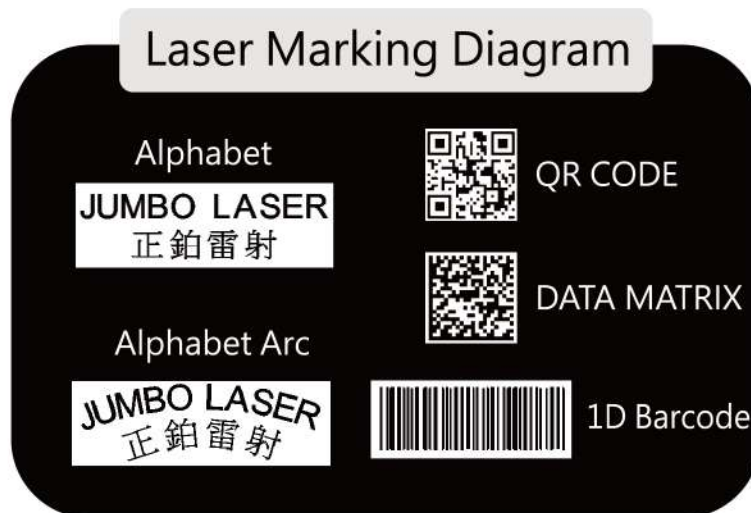 Laser Marking Diagram
Alphabet
JUMBO LASER
正鉑雷射
Alphabet Arc
JUMBO LASER
正鉑雷射
QR CODE
DATA MATRIX
1D Barcode